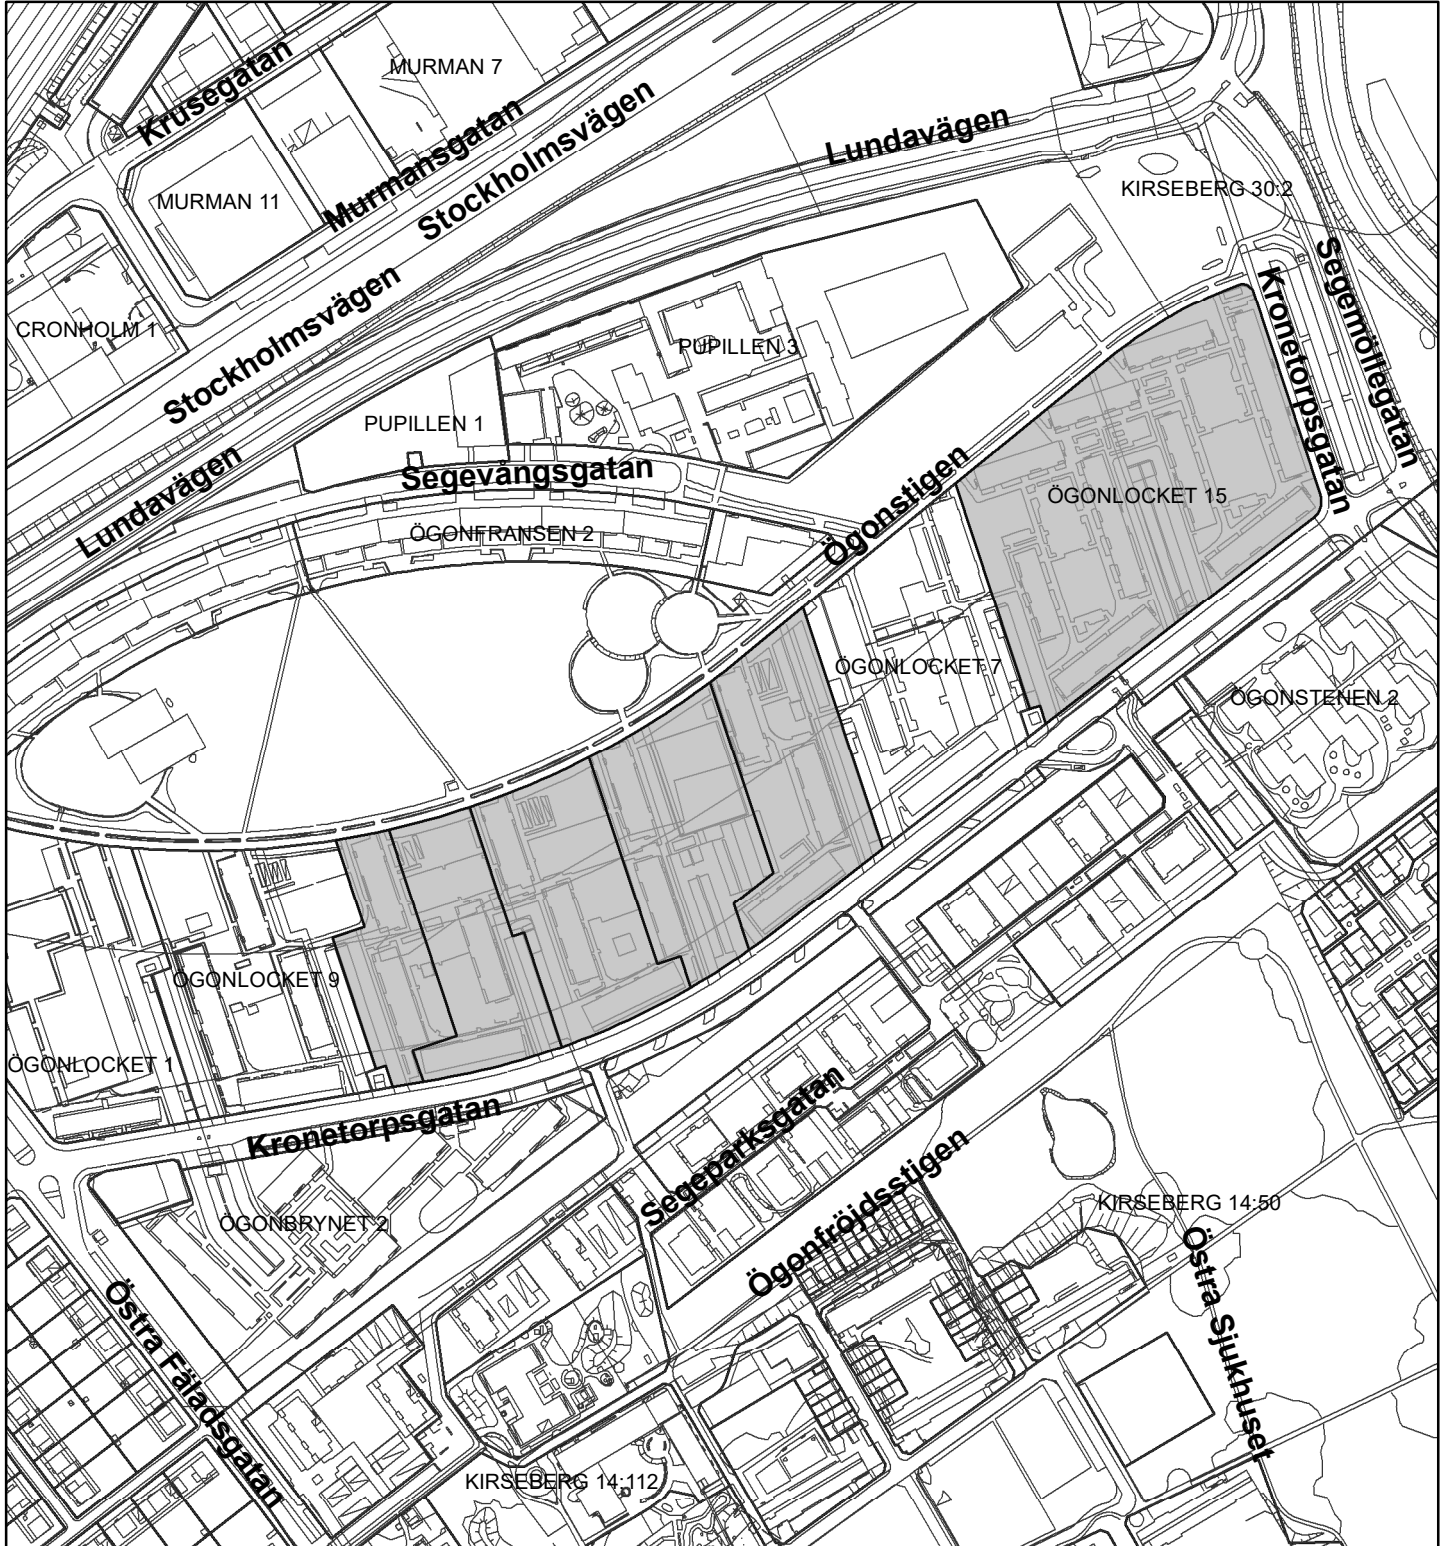 Krusegatan
MURMAN 7
Murmansgatan
Stockholmsvägen
Lundavägen
MURMAN 11
KIRSEBERG 30:2
Segemöllegatan
Kronetorpsgatan
CRONHOLM 1
Stockholmsvägen
PUPILLEN 3
PUPILLEN 1
Segevångsgatan
Lundavägen
ÖGONFRANSEN 2
Ögonstigen
ÖGONLOCKET 15
ÖGONLOCKET 7
ÖGONSTENEN 2
ÖGONLOCKET 9
ÖGONLOCKET 1
Kronetorpsgatan
Segeparksgatan
Ögonfröjdsstigen
KIRSEBERG 14:50
ÖGONBRYNET 2
Östra Fäladsgatan
Östra Sjukhuset
KIRSEBERG 14:112